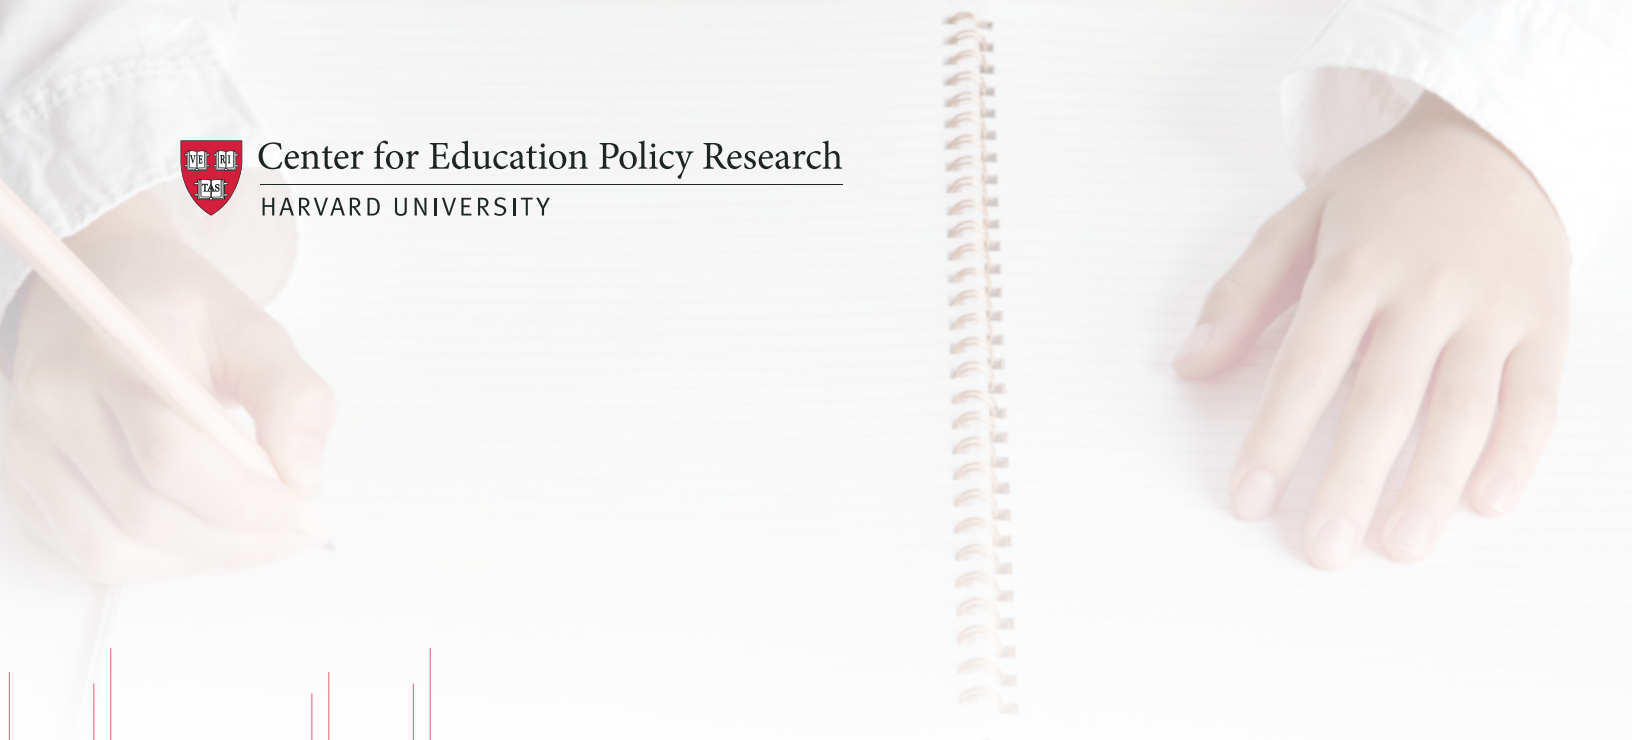 VE RI
TAS
Center for Education Policy Research
HARVARD UNIVERSITY